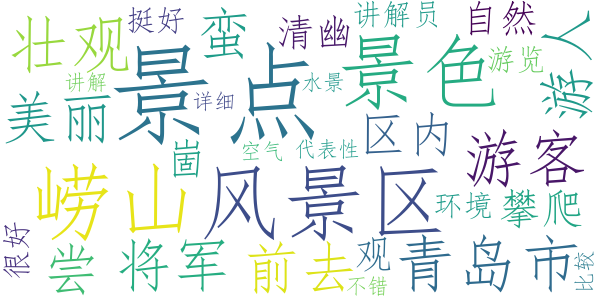 壮观
挺好
蛮
清幽
讲解员
自然
游人
讲解
景点
景色
游览
美丽
详细
水景
区内
游客
崮
空气
代表性
崂山
风景区
环境
攀爬
很好
尝
将军
前去
观
青岛市
不错
比较